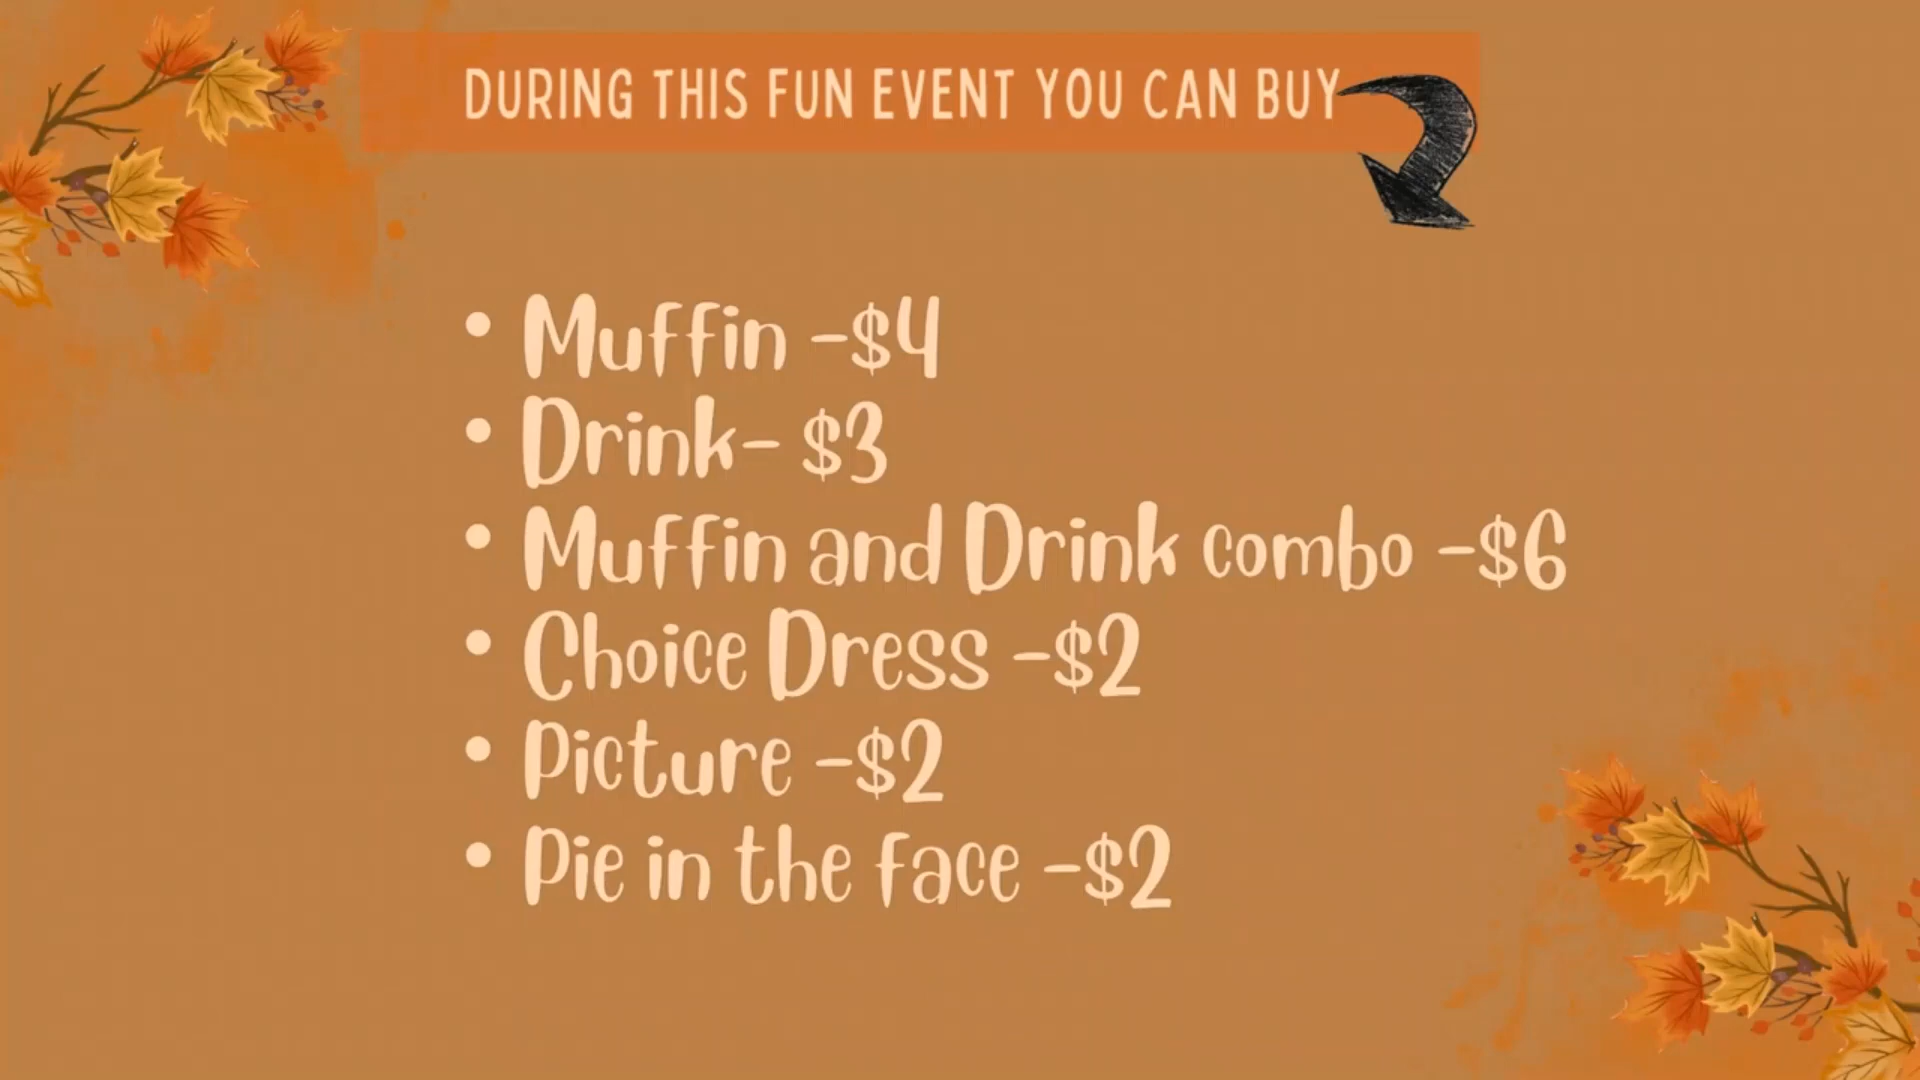 DURING THIS FUN EVENT YOU CAN BUY
• Muffin -$4
• Drink- $3
• Muffin and Drink combo -$6
• Choice Dress -$2
• Picture -$2
• Pie in the face -$2